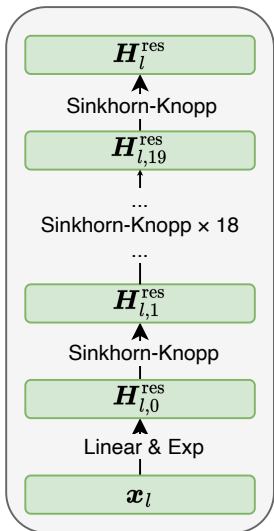 H_l^res
Sinkhorn-Knopp
H_{l,19}^res
...
Sinkhorn-Knopp × 18
...
H_{l,1}^res
Sinkhorn-Knopp
H_{l,0}^res
Linear & Exp
x_l